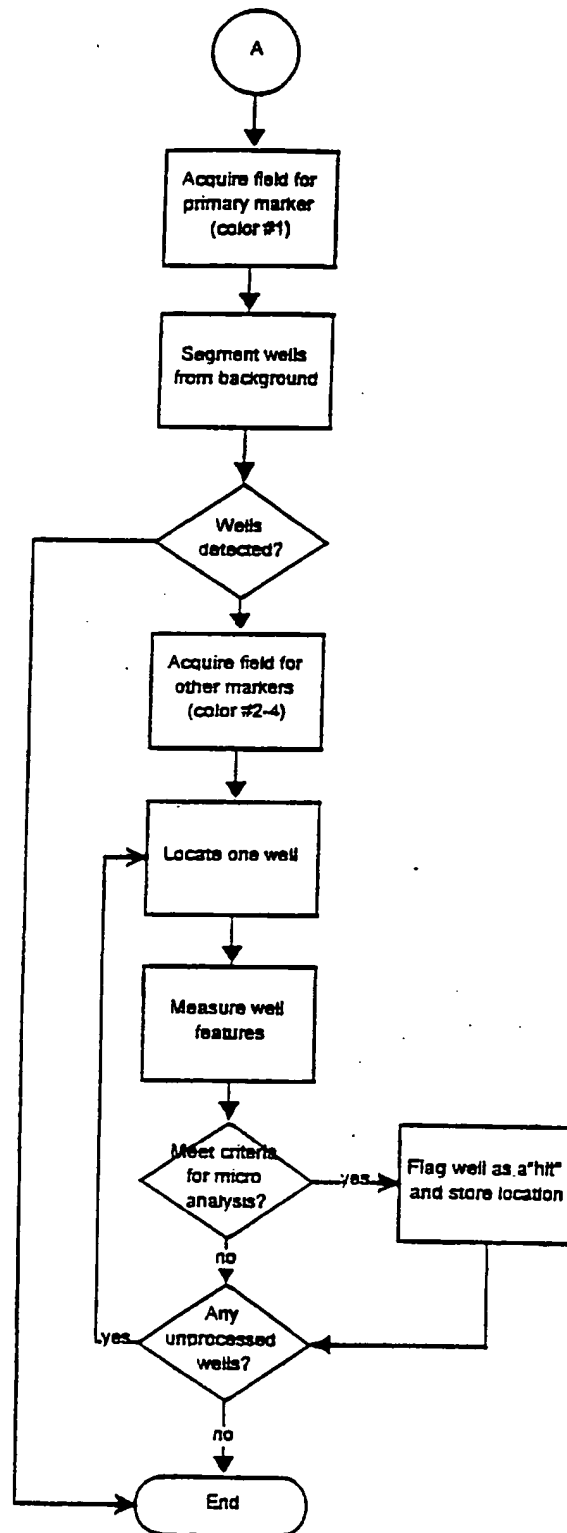 A
Acquire field for
primary marker
(color #1)
Segment wells
from background
Wells
detected?
Acquire field for
other markers
(color #2-4)
Locate one well
Measure well
features
Meet criteria
for micro
analysis?
yes
Flag well as a "hit"
and store location
no
Any
unprocessed
wells?
yes
no
End